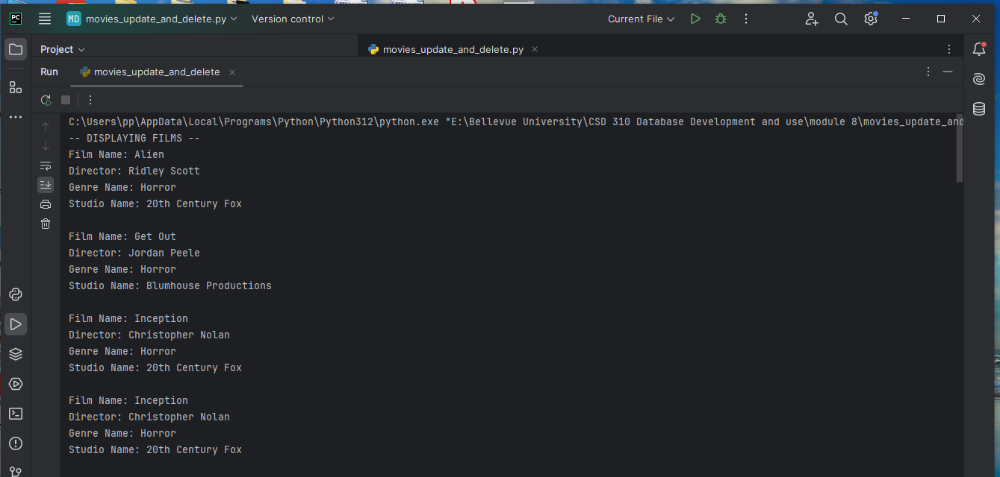 PC MD movies_update_and_delete.py Version control Current File
Project movies_update_and_delete.py
Run movies_update_and_delete
C:\Users\pp\AppData\Local\Programs\Python\Python312\python.exe "E:\Bellevue University\CSD 310 Database Development and use\module 8\movies_update_and
-- DISPLAYING FILMS --
Film Name: Alien
Director: Ridley Scott
Genre Name: Horror
Studio Name: 20th Century Fox
Film Name: Get Out
Director: Jordan Peele
Genre Name: Horror
Studio Name: Blumhouse Productions
Film Name: Inception
Director: Christopher Nolan
Genre Name: Horror
Studio Name: 20th Century Fox
Film Name: Inception
Director: Christopher Nolan
Genre Name: Horror
Studio Name: 20th Century Fox